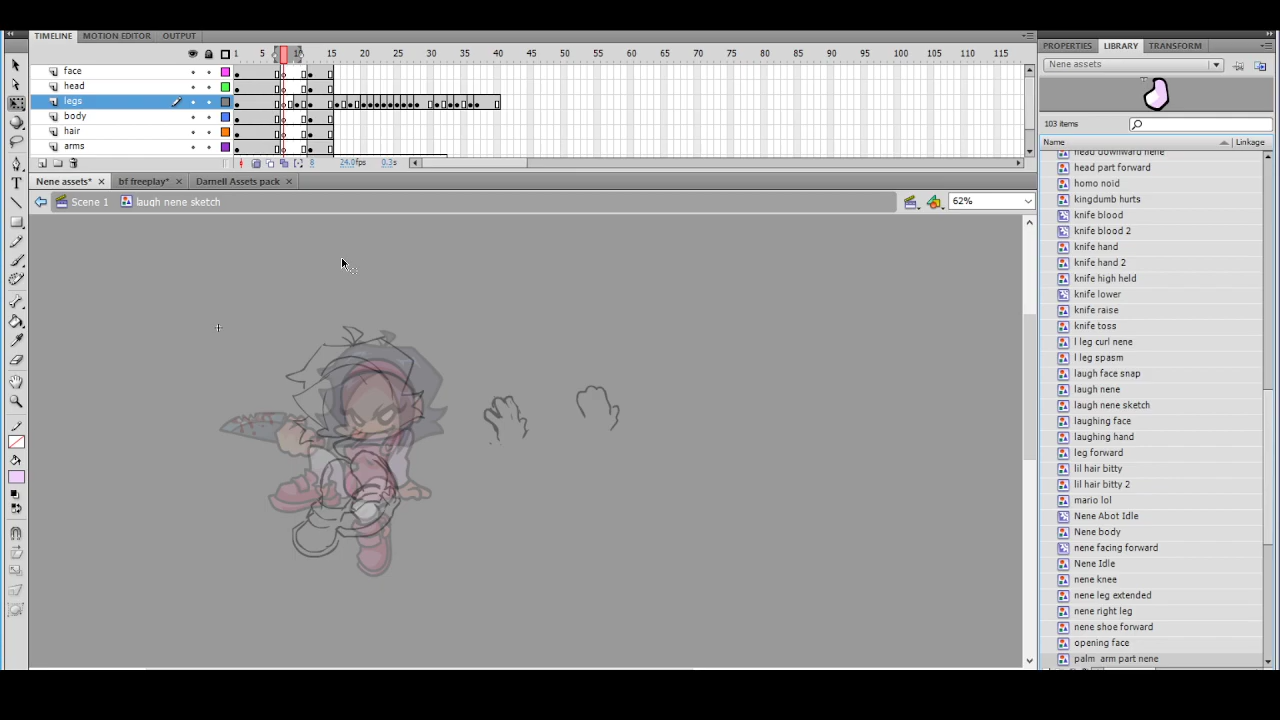 TIMELINE MOTION EDITOR OUTPUT
PROPERTIES LIBRARY TRANSFORM
1 5 10 15 20 25 30 35 40 45 50 55 60 65 70 75 80 85 90 95 100 105 110 115
Nene assets
face
head
legs
body
hair
arms
103 items
8 24.0fps 0.3s
Name Linkage
Nene assets* bf freeplay* Darnell Assets pack
Scene 1 laugh nene sketch 62%
head downward nene
head part forward
homo noid
kingdumb hurts
knife blood
knife blood 2
knife hand
knife hand 2
knife high held
knife lower
knife raise
knife toss
l leg curl nene
l leg spasm
laugh face snap
laugh nene
laugh nene sketch
laughing face
laughing hand
leg forward
lil hair bitty
lil hair bitty 2
mario lol
Nene Abot Idle
Nene body
nene facing forward
Nene Idle
nene knee
nene leg extended
nene right leg
nene shoe forward
opening face
palm arm part nene